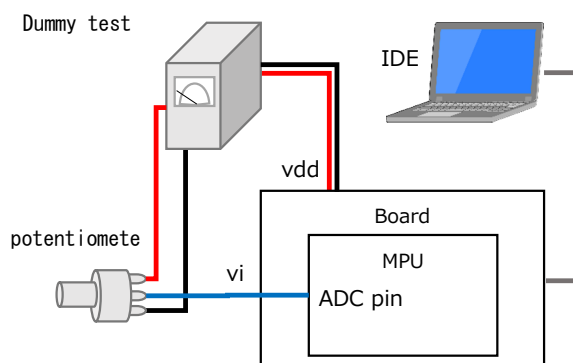 Dummy test
IDE
vdd
Board
potentiomete
MPU
vi
ADC pin